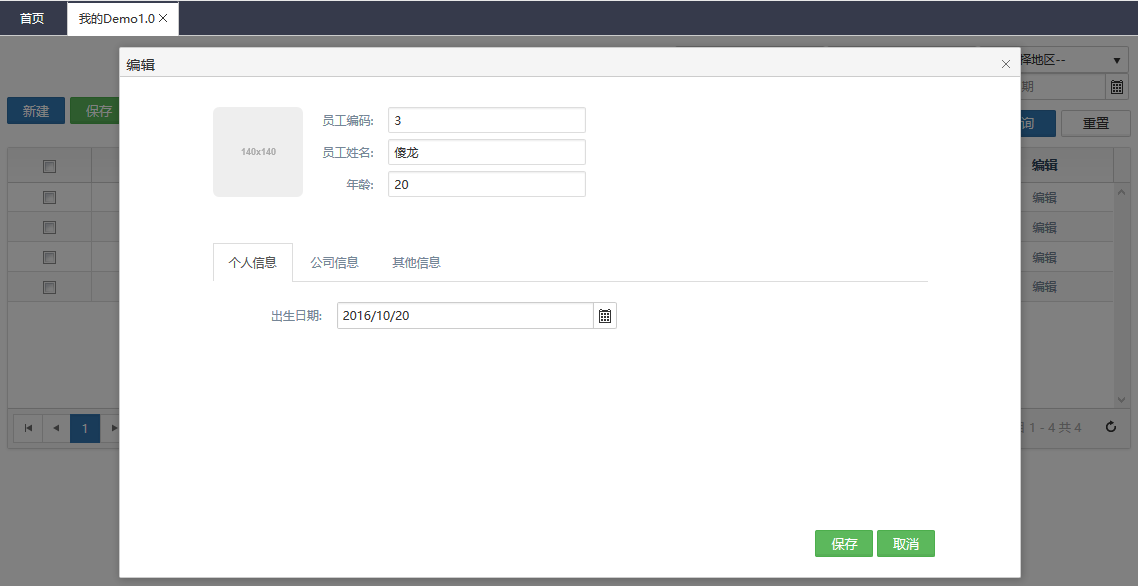 首页 我的Demo1.0
编辑
择地区--
期
新建 保存
询 重置
140x140
员工编码: 3
员工姓名: 傻龙
年龄: 20
编辑
编辑
编辑
编辑
编辑
个人信息 公司信息 其他信息
出生日期: 2016/10/20
1
1 - 4 共 4
保存 取消